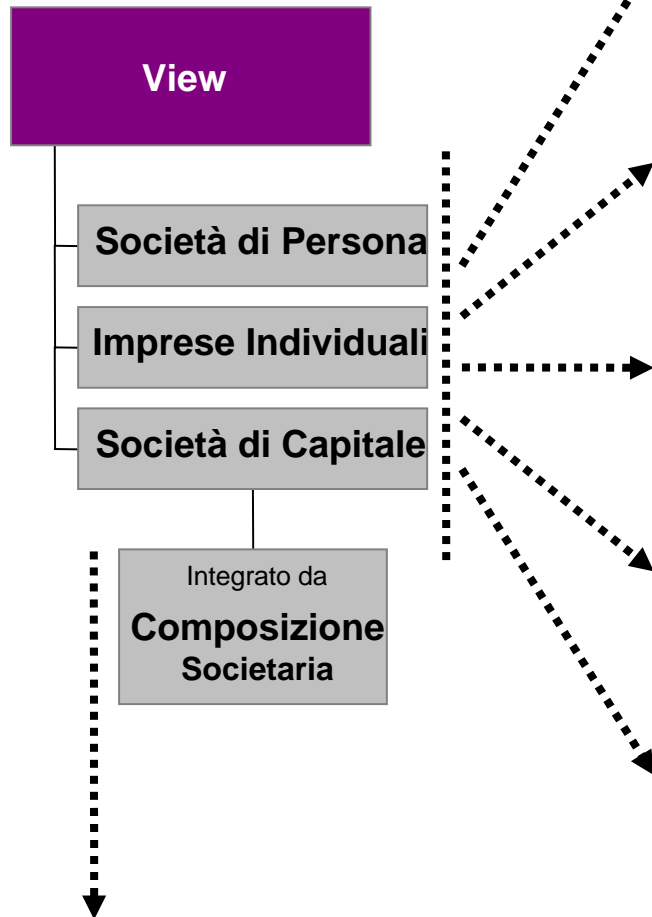 View
Società di Persona
Imprese Individuali
Società di Capitale
Integrato da
Composizione
Societaria